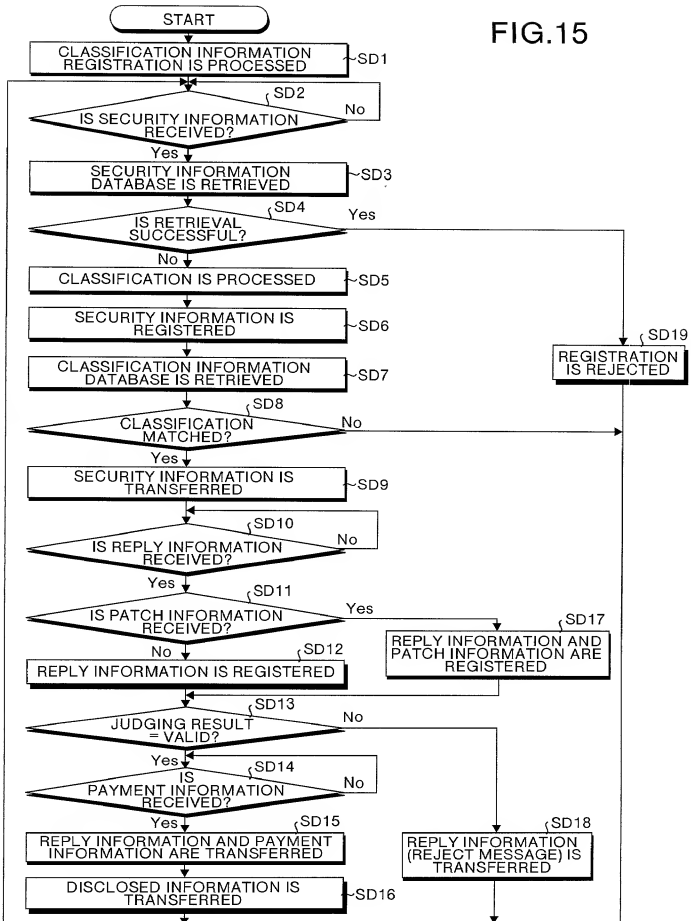 START
FIG.15
CLASSIFICATION INFORMATION
REGISTRATION IS PROCESSED
SD1
SD2
IS SECURITY INFORMATION
RECEIVED?
No
Yes
SECURITY INFORMATION
DATABASE IS RETRIEVED
SD3
SD4
IS RETRIEVAL
SUCCESSFUL?
Yes
No
CLASSIFICATION IS PROCESSED
SD5
SECURITY INFORMATION IS
REGISTERED
SD6
SD19
REGISTRATION
IS REJECTED
CLASSIFICATION INFORMATION
DATABASE IS RETRIEVED
SD7
SD8
CLASSIFICATION
MATCHED?
No
Yes
SECURITY INFORMATION IS
TRANSFERRED
SD9
SD10
IS REPLY INFORMATION
RECEIVED?
No
Yes
SD11
IS PATCH INFORMATION
RECEIVED?
Yes
No
SD17
REPLY INFORMATION AND
PATCH INFORMATION ARE
REGISTERED
SD12
REPLY INFORMATION IS REGISTERED
SD13
JUDGING RESULT
= VALID?
No
Yes
SD14
IS
PAYMENT INFORMATION
RECEIVED?
No
Yes
SD15
REPLY INFORMATION AND PAYMENT
INFORMATION ARE TRANSFERRED
SD18
REPLY INFORMATION
(REJECT MESSAGE) IS
TRANSFERRED
DISCLOSED INFORMATION IS
TRANSFERRED
SD16